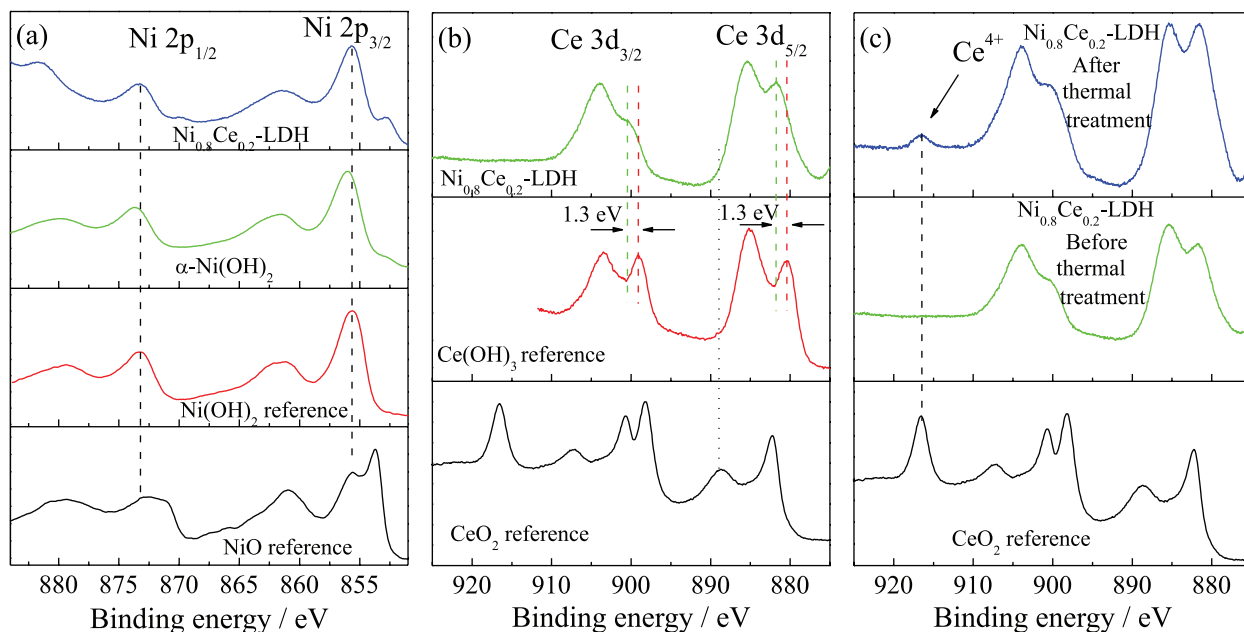 (a)
Ni 2p1/2
Ni 2p3/2
Ni0.8Ce0.2-LDH
α-Ni(OH)2
Ni(OH)2 reference
NiO reference
880 875 870 865 860 855
Binding energy / eV
(b)
Ce 3d3/2
Ce 3d5/2
Ni0.8Ce0.2-LDH
1.3 eV
1.3 eV
Ce(OH)3 reference
CeO2 reference
920 910 900 890 880
Binding energy / eV
(c)
Ce4+
Ni0.8Ce0.2-LDH
After
thermal
treatment
Ni0.8Ce0.2-LDH
Before
thermal
treatment
CeO2 reference
920 910 900 890 880
Binding energy / eV